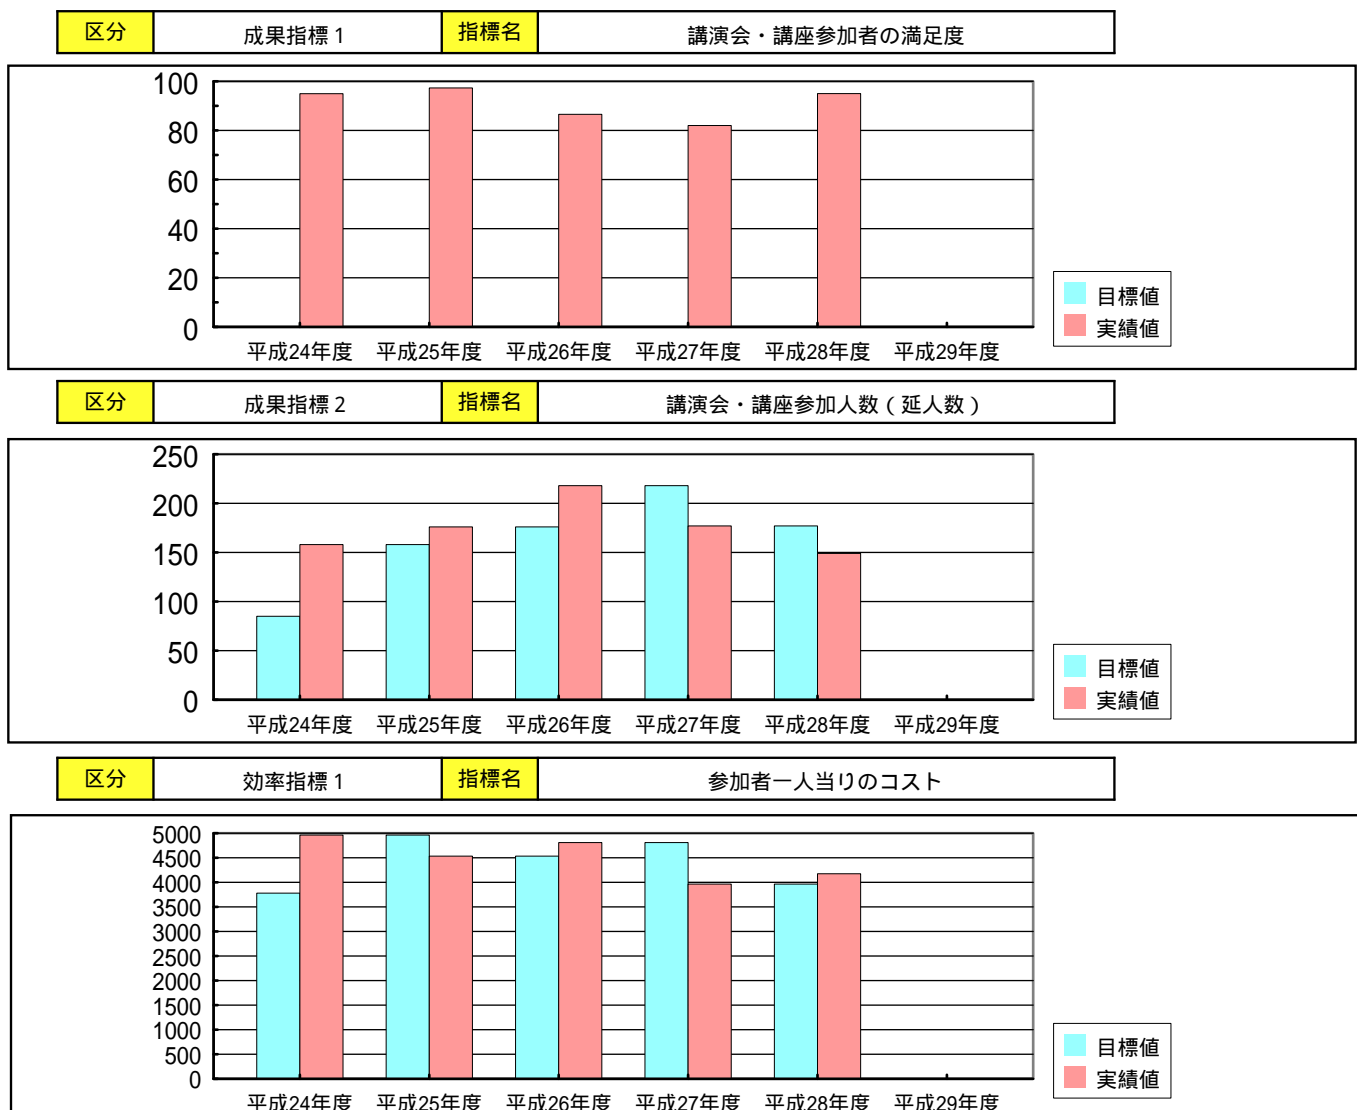 区分 成果指標1 指標名 講演会・講座参加者の満足度
100
80
60
40
20
0
平成24年度 平成25年度 平成26年度 平成27年度 平成28年度 平成29年度
目標値
実績値
区分 成果指標2 指標名 講演会・講座参加人数(延人数)
250
200
150
100
50
0
平成24年度 平成25年度 平成26年度 平成27年度 平成28年度 平成29年度
目標値
実績値
区分 効率指標1 指標名 参加者一人当りのコスト
5000
4500
4000
3500
3000
2500
2000
1500
1000
500
0
平成24年度 平成25年度 平成26年度 平成27年度 平成28年度 平成29年度
目標値
実績値